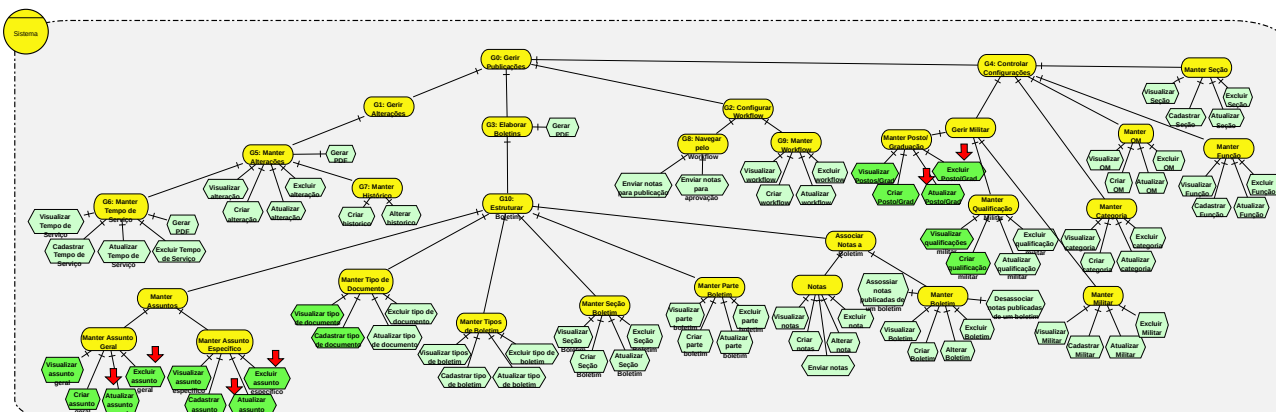 Sistema
G0: Gerir
Publicações
G4: Controlar
Configurações
Manter Seção
Visualizar
Seção
Excluir
Seção
Cadastrar
Seção
Atualizar
Seção
G1: Gerir
Alterações
G2: Configurar
Workflow
G3: Elaborar
Boletins
Gerar
PDF
G8: Navegar
pelo
Workflow
G9: Manter
Workflow
Manter Posto/
Graduação
Gerir Militar
Manter
OM
Manter
Função
G5: Manter
Alterações
Gerar
PDF
Visualizar
alteração
Criar
alteração
Atualizar
alteração
Excluir
alteração
G7: Manter
Histórico
Criar
historico
Alterar
historico
Enviar notas
para publicação
Enviar notas
para
aprovação
Visualizar
workflow
Criar
workflow
Atualizar
workflow
Excluir
workflow
Visualizar
Posto/Grad
Criar
Posto/Grad
Atualizar
Posto/Grad
Excluir
Posto/Grad
Visualizar
OM
Criar
OM
Atualizar
OM
Excluir
OM
Visualizar
Função
Cadastrar
Função
Atualizar
Função
Excluir
Função
G6: Manter
Tempo de
Serviço
Visualizar
Tempo de
Serviço
Cadastrar
Tempo de
Serviço
Atualizar
Tempo de
Serviço
Excluir Tempo
de Serviço
Gerar
PDF
G10:
Estruturar
Boletim
Manter
Qualificação
Militar
Visualizar
qualificações
militar
Criar
qualificação
militar
Atualizar
qualificação
militar
Excluir
qualificação
militar
Manter
Categoria
Visualizar
categoria
Criar
categoria
Atualizar
categoria
Excluir
categoria
Associar
Notas a
Boletim
Manter
Assuntos
Manter Tipo de
Documento
Visualizar tipo
de documento
Cadastrar tipo
de documento
Atualizar tipo
de documento
Excluir tipo de
documento
Manter Tipos
de Boletim
Visualizar tipos
de boletim
Cadastrar tipo
de boletim
Atualizar tipo
de boletim
Excluir tipo de
boletim
Manter Seção
Boletim
Visualizar
Seção
Boletim
Criar
Seção
Boletim
Atualizar
Seção
Boletim
Excluir
Seção
Boletim
Manter Parte
Boletim
Visualizar
parte
boletim
Criar
parte
boletim
Atualizar
parte
boletim
Excluir
parte
boletim
Notas
Visualizar
notas
Criar
notas
Enviar notas
Alterar
nota
Excluir
nota
Assossiar
notas
publicadas de
um boletim
Manter
Boletim
Desassociar
notas publicadas
de um boletim
Visualizar
Boletim
Criar
Boletim
Alterar
Boletim
Excluir
Boletim
Manter
Militar
Visualizar
Militar
Cadastrar
Militar
Atualizar
Militar
Excluir
Militar
Manter Assunto
Geral
Visualizar
assunto
geral
Criar
assunto
Atualizar
assunto
Excluir
assunto
geral
Manter Assunto
Específico
Visualizar
assunto
específico
Cadastrar
assunto
Atualizar
assunto
Excluir
assunto
específico